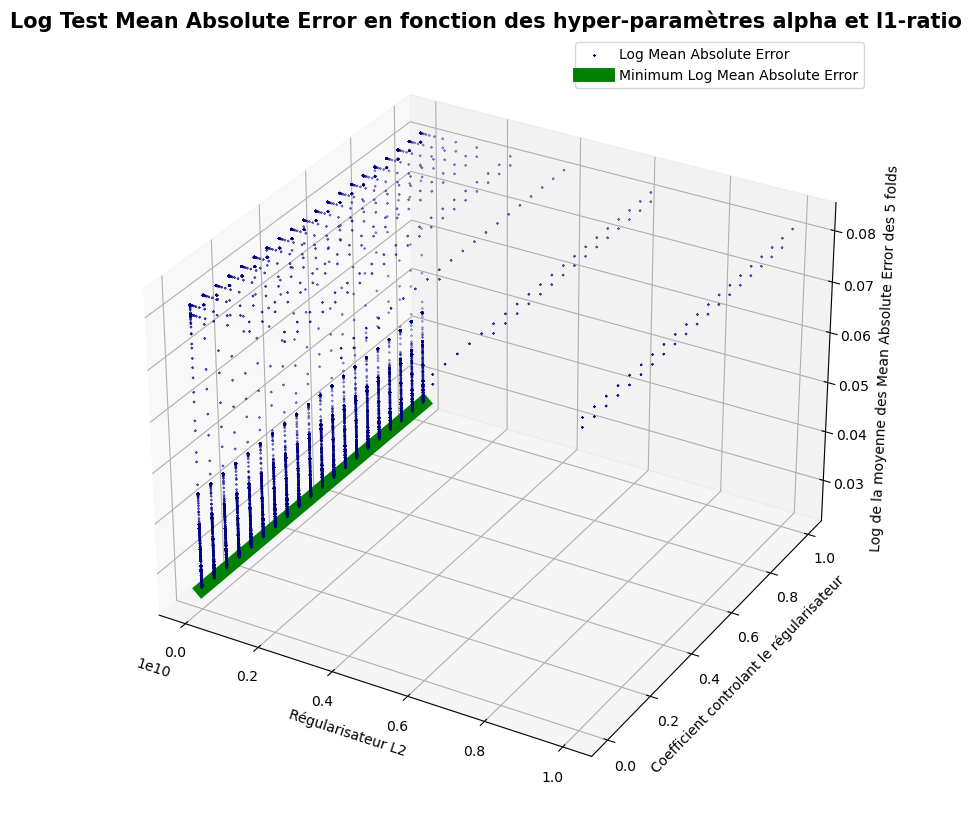 Log Test Mean Absolute Error en fonction des hyper-paramètres alpha et l1-ratio
Log Mean Absolute Error
Minimum Log Mean Absolute Error
0.08
0.07
0.06
0.05
0.04
0.03
Log de la moyenne des Mean Absolute Error des 5 folds
1.0
0.8
0.6
0.4
0.2
0.0
Coefficient controlant le régularisateur
0.0
0.2
0.4
0.6
0.8
1.0
1e10
Régularisateur L2